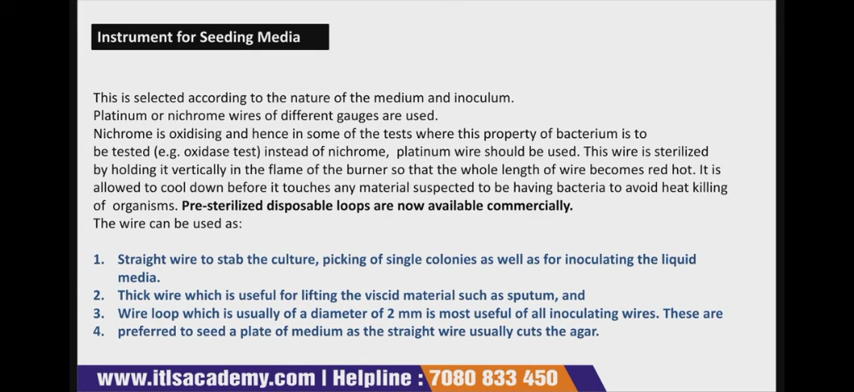 Instrument for Seeding Media
This is selected according to the nature of the medium and inoculum.
Platinum or nichrome wires of different gauges are used.
Nichrome is oxidising and hence in some of the tests where this property of bacterium is to
be tested (e.g. oxidase test) instead of nichrome, platinum wire should be used. This wire is sterilized
by holding it vertically in the flame of the burner so that the whole length of wire becomes red hot. It is
allowed to cool down before it touches any material suspected to be having bacteria to avoid heat killing
of organisms. Pre-sterilized disposable loops are now available commercially.
The wire can be used as:
1. Straight wire to stab the culture, picking of single colonies as well as for inoculating the liquid
media.
2. Thick wire which is useful for lifting the viscid material such as sputum, and
3. Wire loop which is usually of a diameter of 2 mm is most useful of all inoculating wires. These are
4. preferred to seed a plate of medium as the straight wire usually cuts the agar.
www.itlsacademy.com | Helpline : 7080 833 450